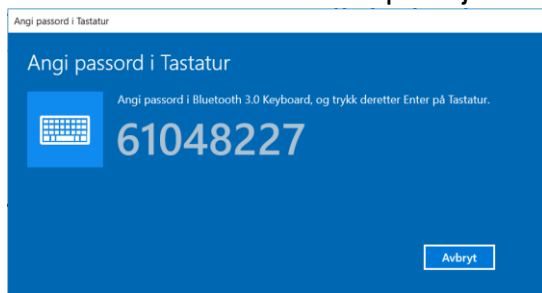 Angi passord i Tastatur
Angi passord i Tastatur
Angi passord i Bluetooth 3.0 Keyboard, og trykk deretter Enter på Tastatur.
61048227
Avbryt